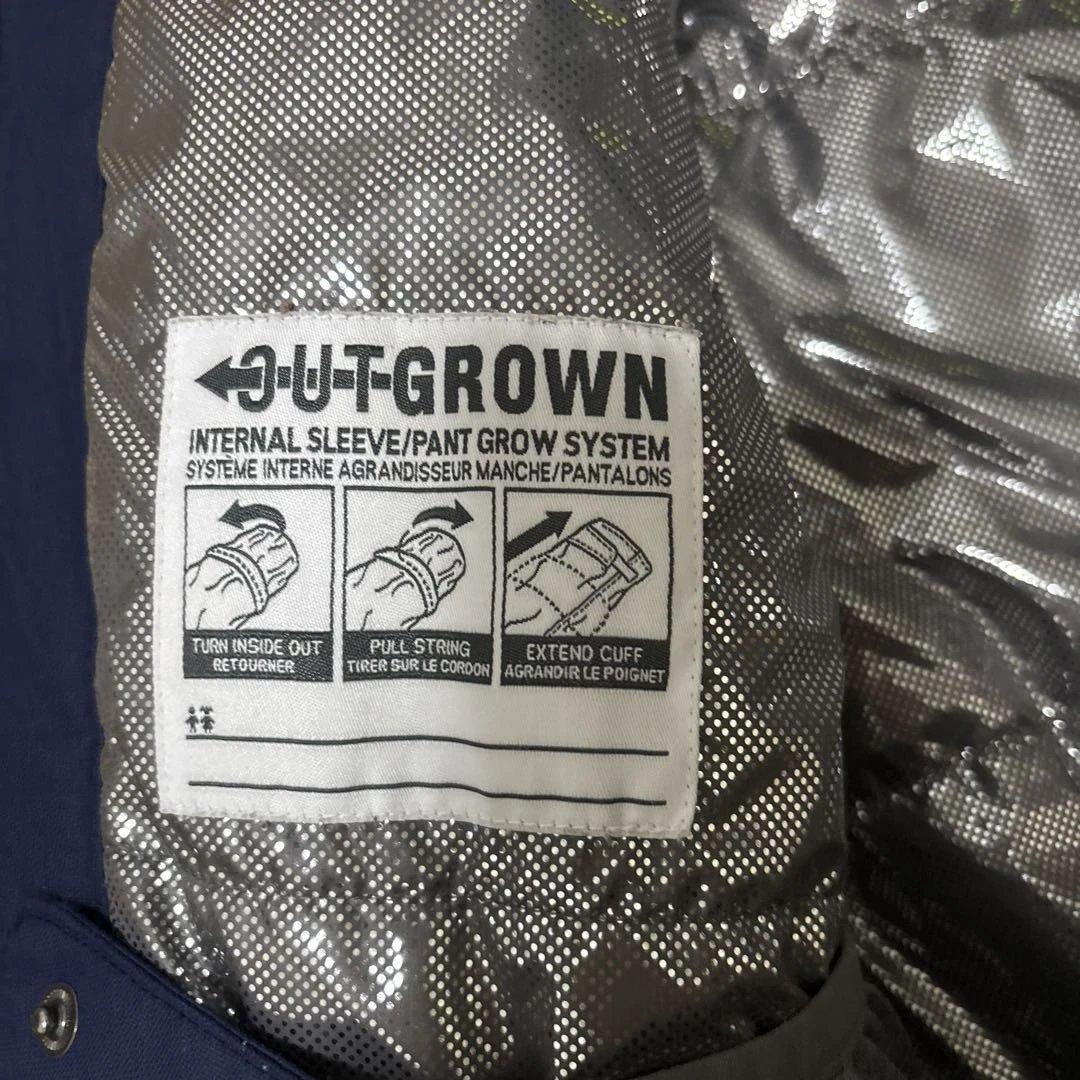 OUTGROWN
INTERNAL SLEEVE/PANT GROW SYSTEM
SYSTÈME INTERNE AGRANDISSEUR MANCHE/PANTALONS
TURN INSIDE OUT
RETOURNER
PULL STRING
TIRER SUR LE CORDON
EXTEND CUFF
AGRANDIR LE POIGNET